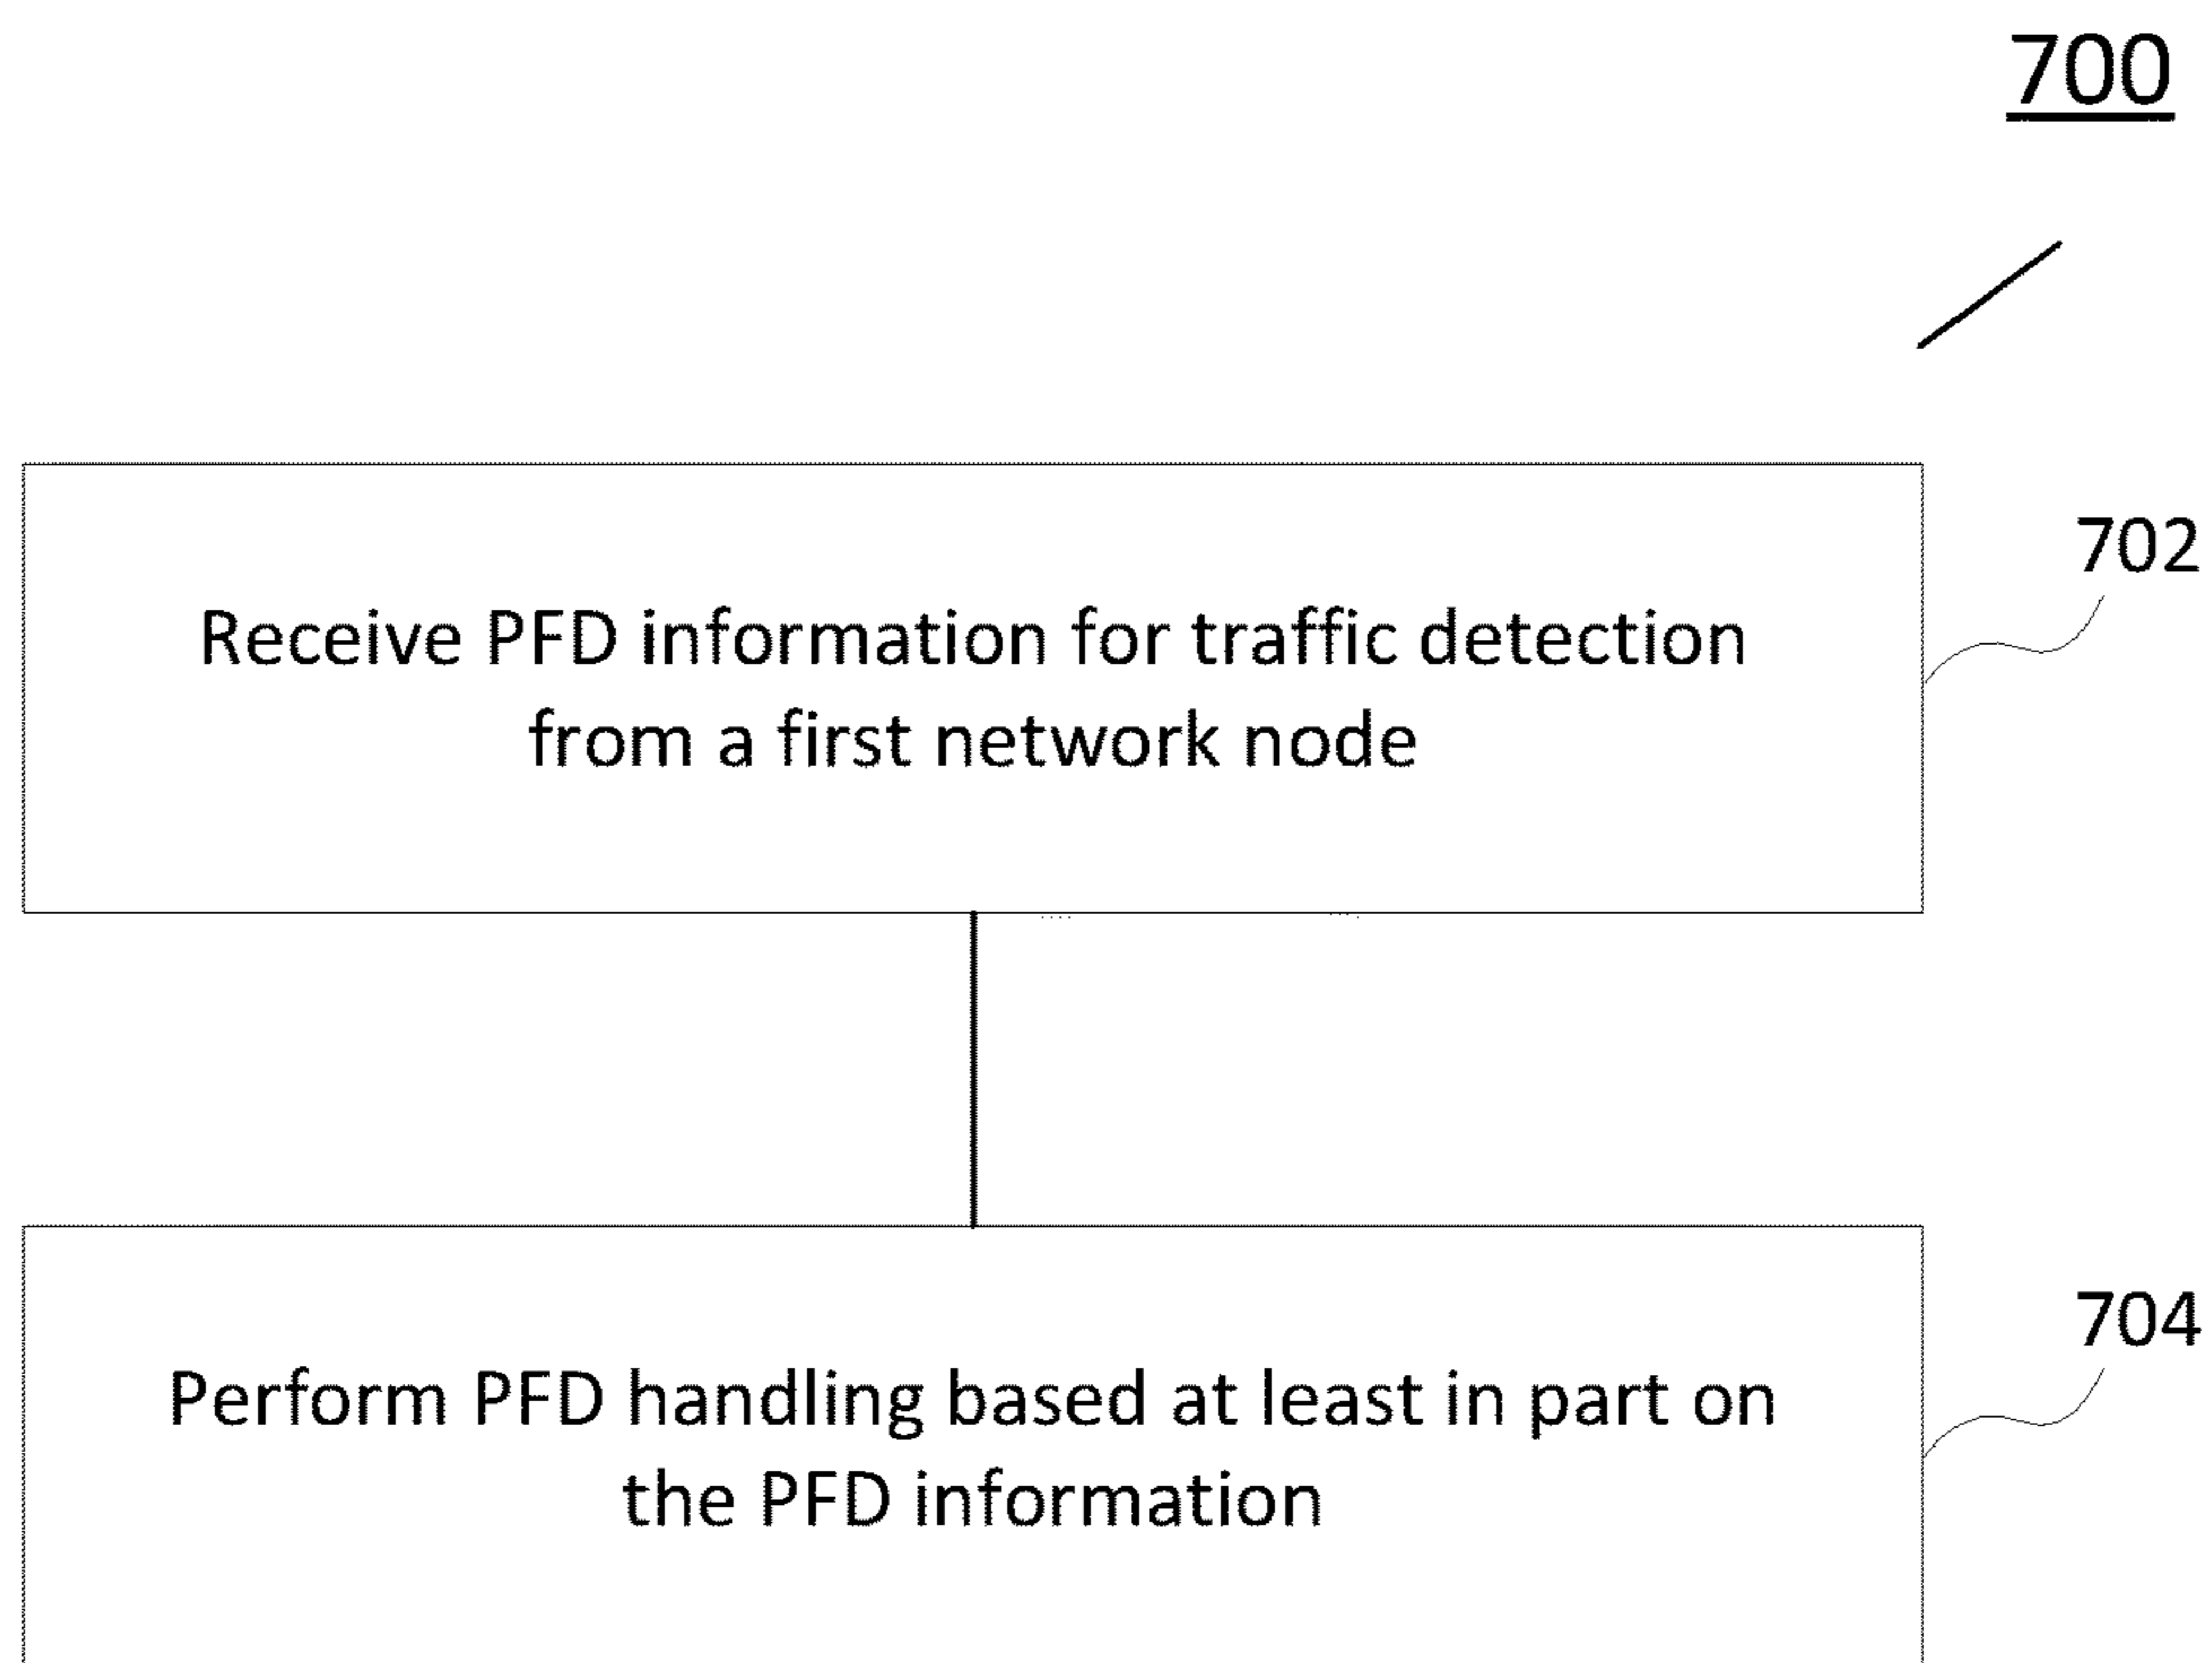 700
702
Receive PFD information for traffic detection
from a first network node
704
Perform PFD handling based at least in part on
the PFD information